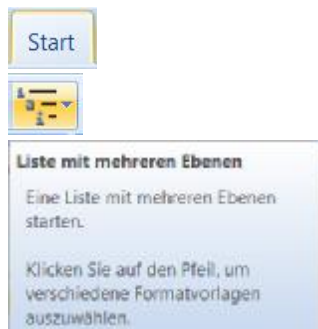 Start
Liste mit mehreren Ebenen
Eine Liste mit mehreren Ebenen
starten.
Klicken Sie auf den Pfeil, um
verschiedene Formatvorlagen
auszuwählen.